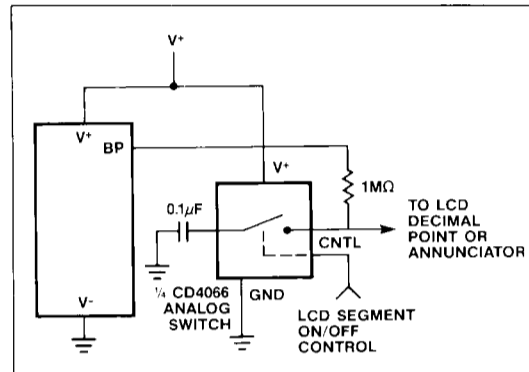 V+
V+
BP
V+
1MΩ
0.1μF
TO LCD
DECIMAL
POINT OR
ANNUNCIATOR
CNTL
V-
1/4 CD4066
ANALOG
SWITCH
GND
LCD SEGMENT
ON/OFF
CONTROL